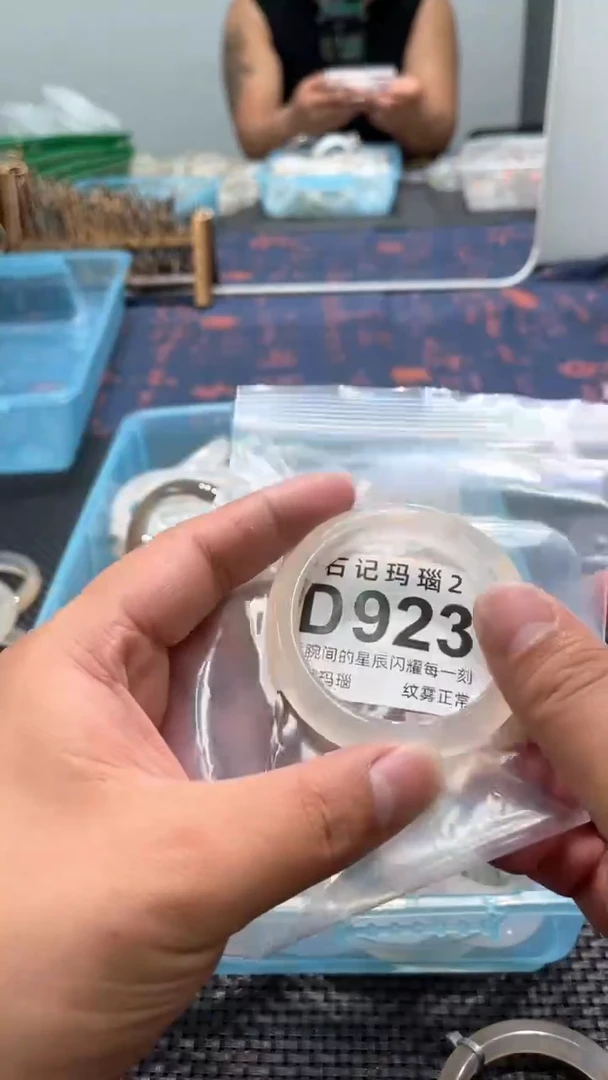 石记玛瑙2
D923
腕间的星辰闪耀每一刻
玛瑙 纹雾正常